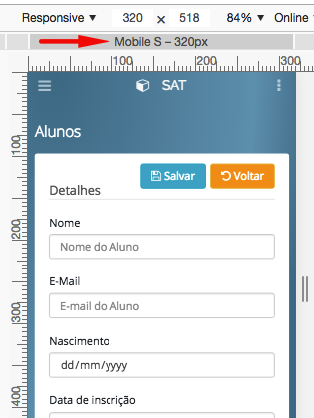 Responsive ▼ 320 × 518 84% ▼ Online
Mobile S – 320px
100 200 300
100
200
300
400
SAT
Alunos
Salvar Voltar
Detalhes
Nome
Nome do Aluno
E-Mail
E-mail do Aluno
Nascimento
dd/mm/yyyy
Data de inscrição